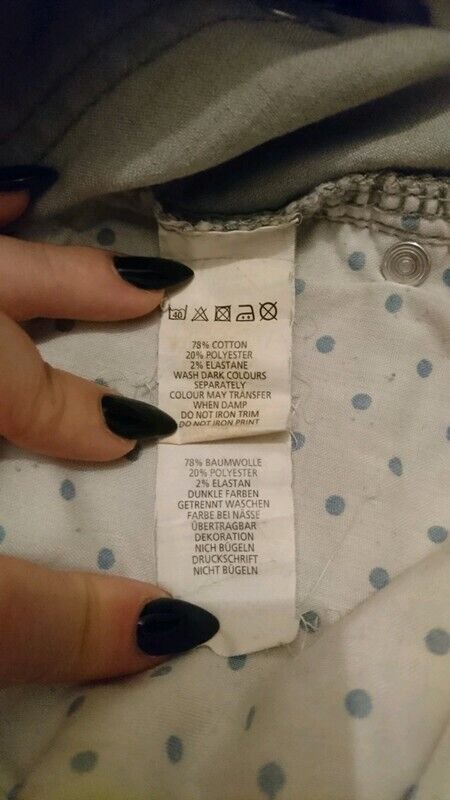 40
78% COTTON
20% POLYESTER
2% ELASTANE
WASH DARK COLOURS
SEPARATELY
COLOUR MAY TRANSFER
WHEN DAMP
DO NOT IRON TRIM
DO NOT IRON PRINT
78% BAUMWOLLE
20% POLYESTER
2% ELASTAN
DUNKLE FARBEN
GETRENNT WASCHEN
FARBE BEI NÄSSE
ÜBERTRAGBAR
DEKORATION
NICH BÜGELN
DRUCKSCHRIFT
NICHT BÜGELN